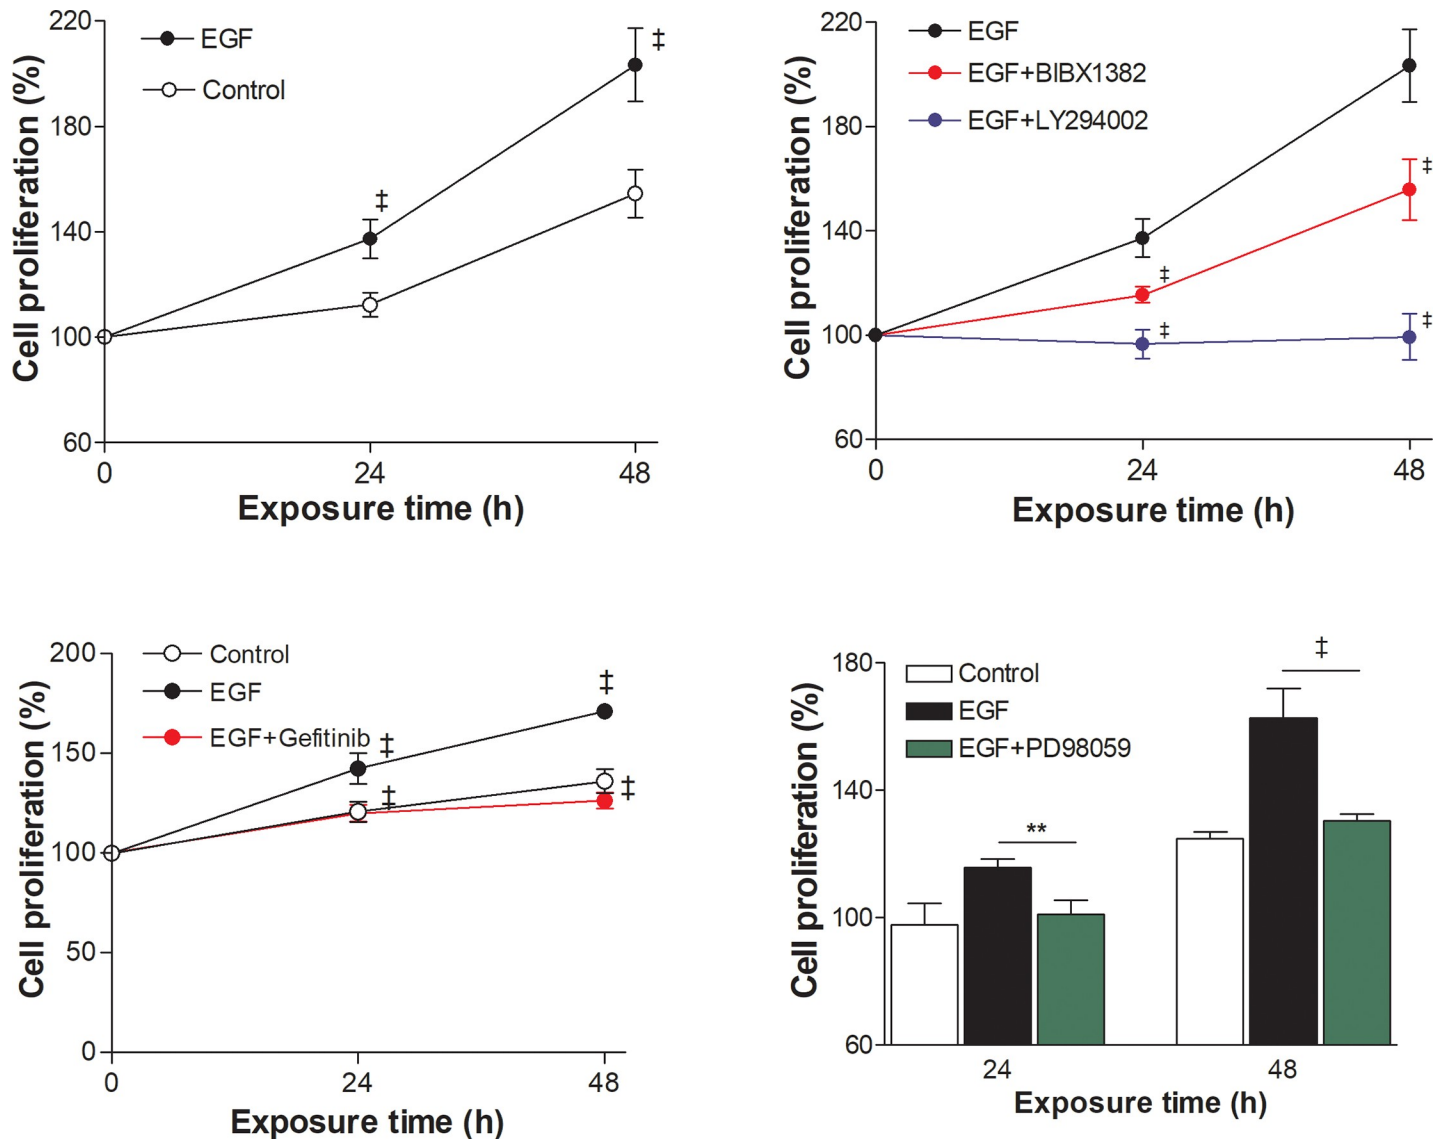 220
180
140
100
60
Cell proliferation (%)
EGF
Control
‡
‡
0
24
48
Exposure time (h)
220
180
140
100
60
Cell proliferation (%)
EGF
EGF+BIBX1382
EGF+LY294002
‡
‡
‡
‡
0
24
48
Exposure time (h)
200
150
100
50
0
Cell proliferation (%)
Control
EGF
EGF+Gefitinib
‡
‡
‡
‡
0
24
48
Exposure time (h)
180
140
100
60
Cell proliferation (%)
Control
EGF
EGF+PD98059
**
‡
24
48
Exposure time (h)